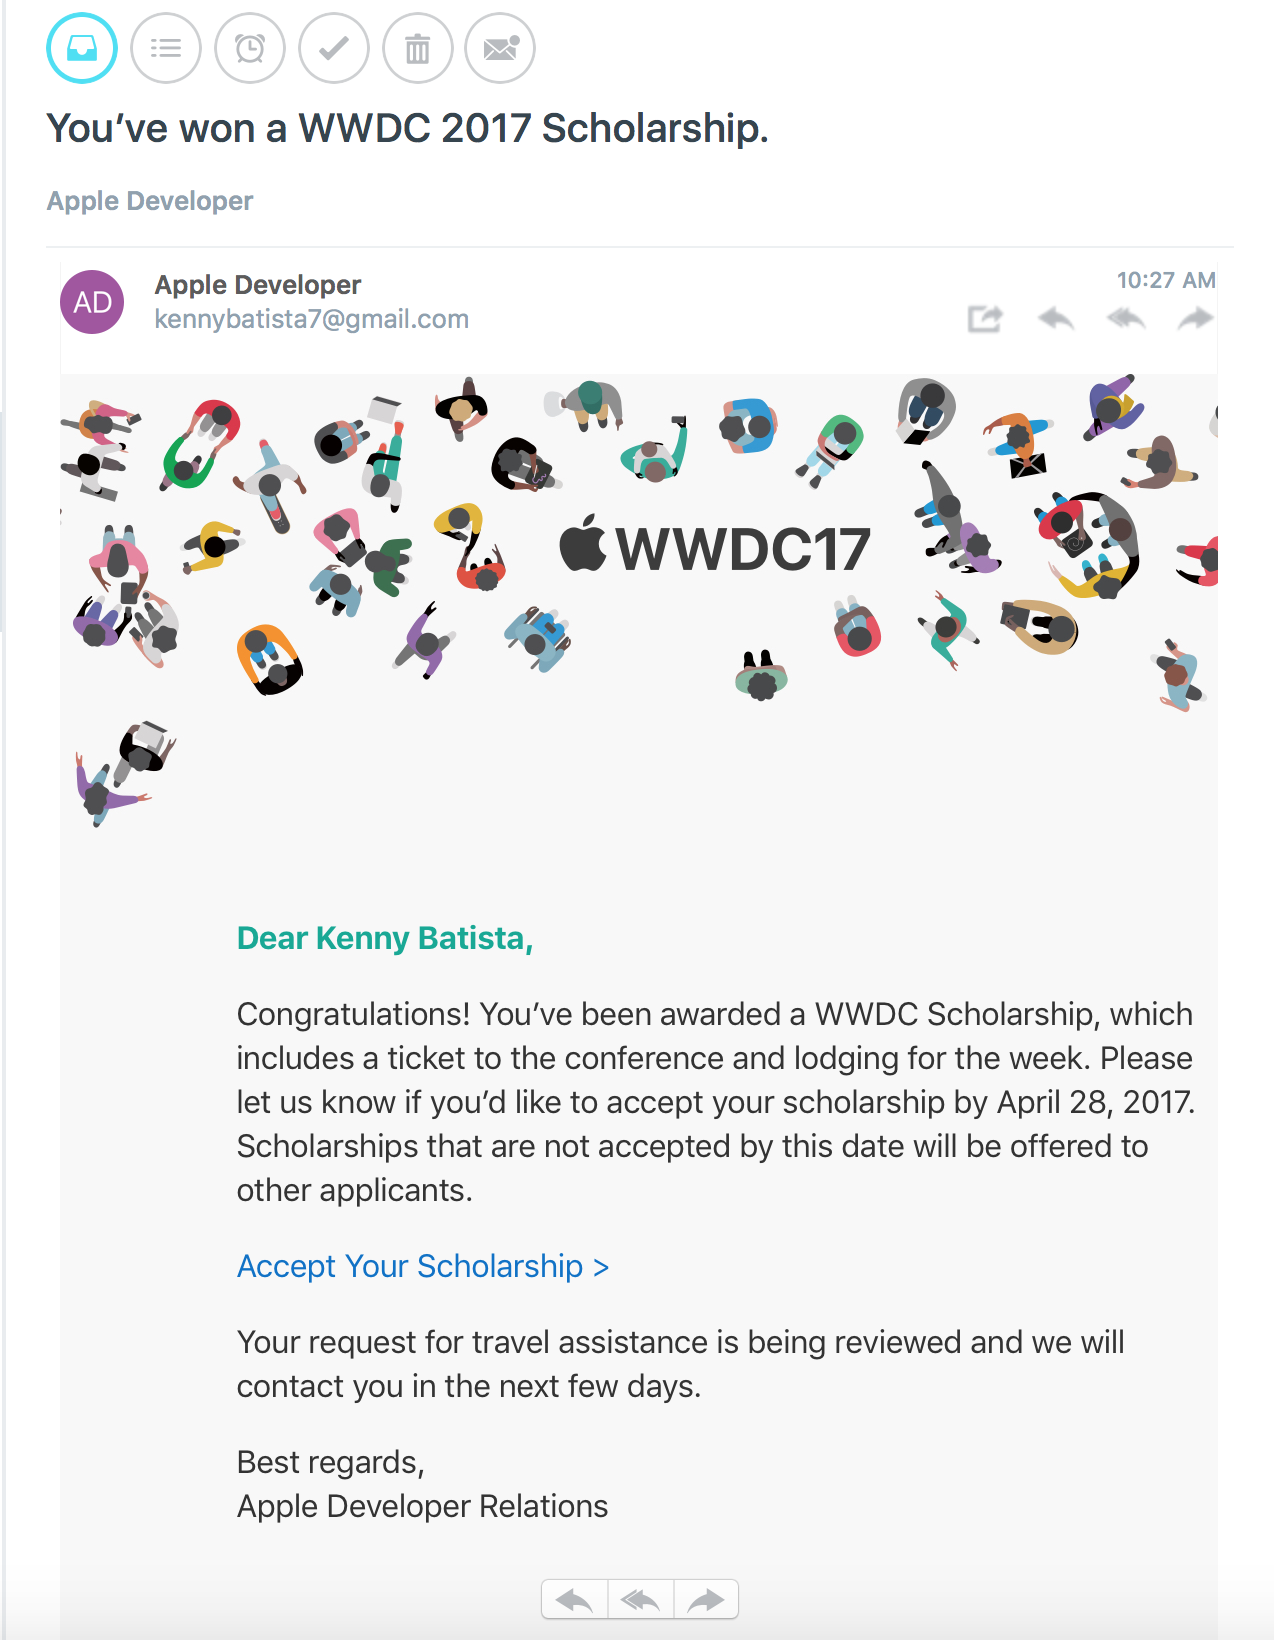 You've won a WWDC 2017 Scholarship.
Apple Developer
AD
Apple Developer
10:27 AM
kennybatista7@gmail.com
WWDC17
Dear Kenny Batista,
Congratulations! You've been awarded a WWDC Scholarship, which
includes a ticket to the conference and lodging for the week. Please
let us know if you'd like to accept your scholarship by April 28, 2017.
Scholarships that are not accepted by this date will be offered to
other applicants.
Accept Your Scholarship >
Your request for travel assistance is being reviewed and we will
contact you in the next few days.
Best regards,
Apple Developer Relations